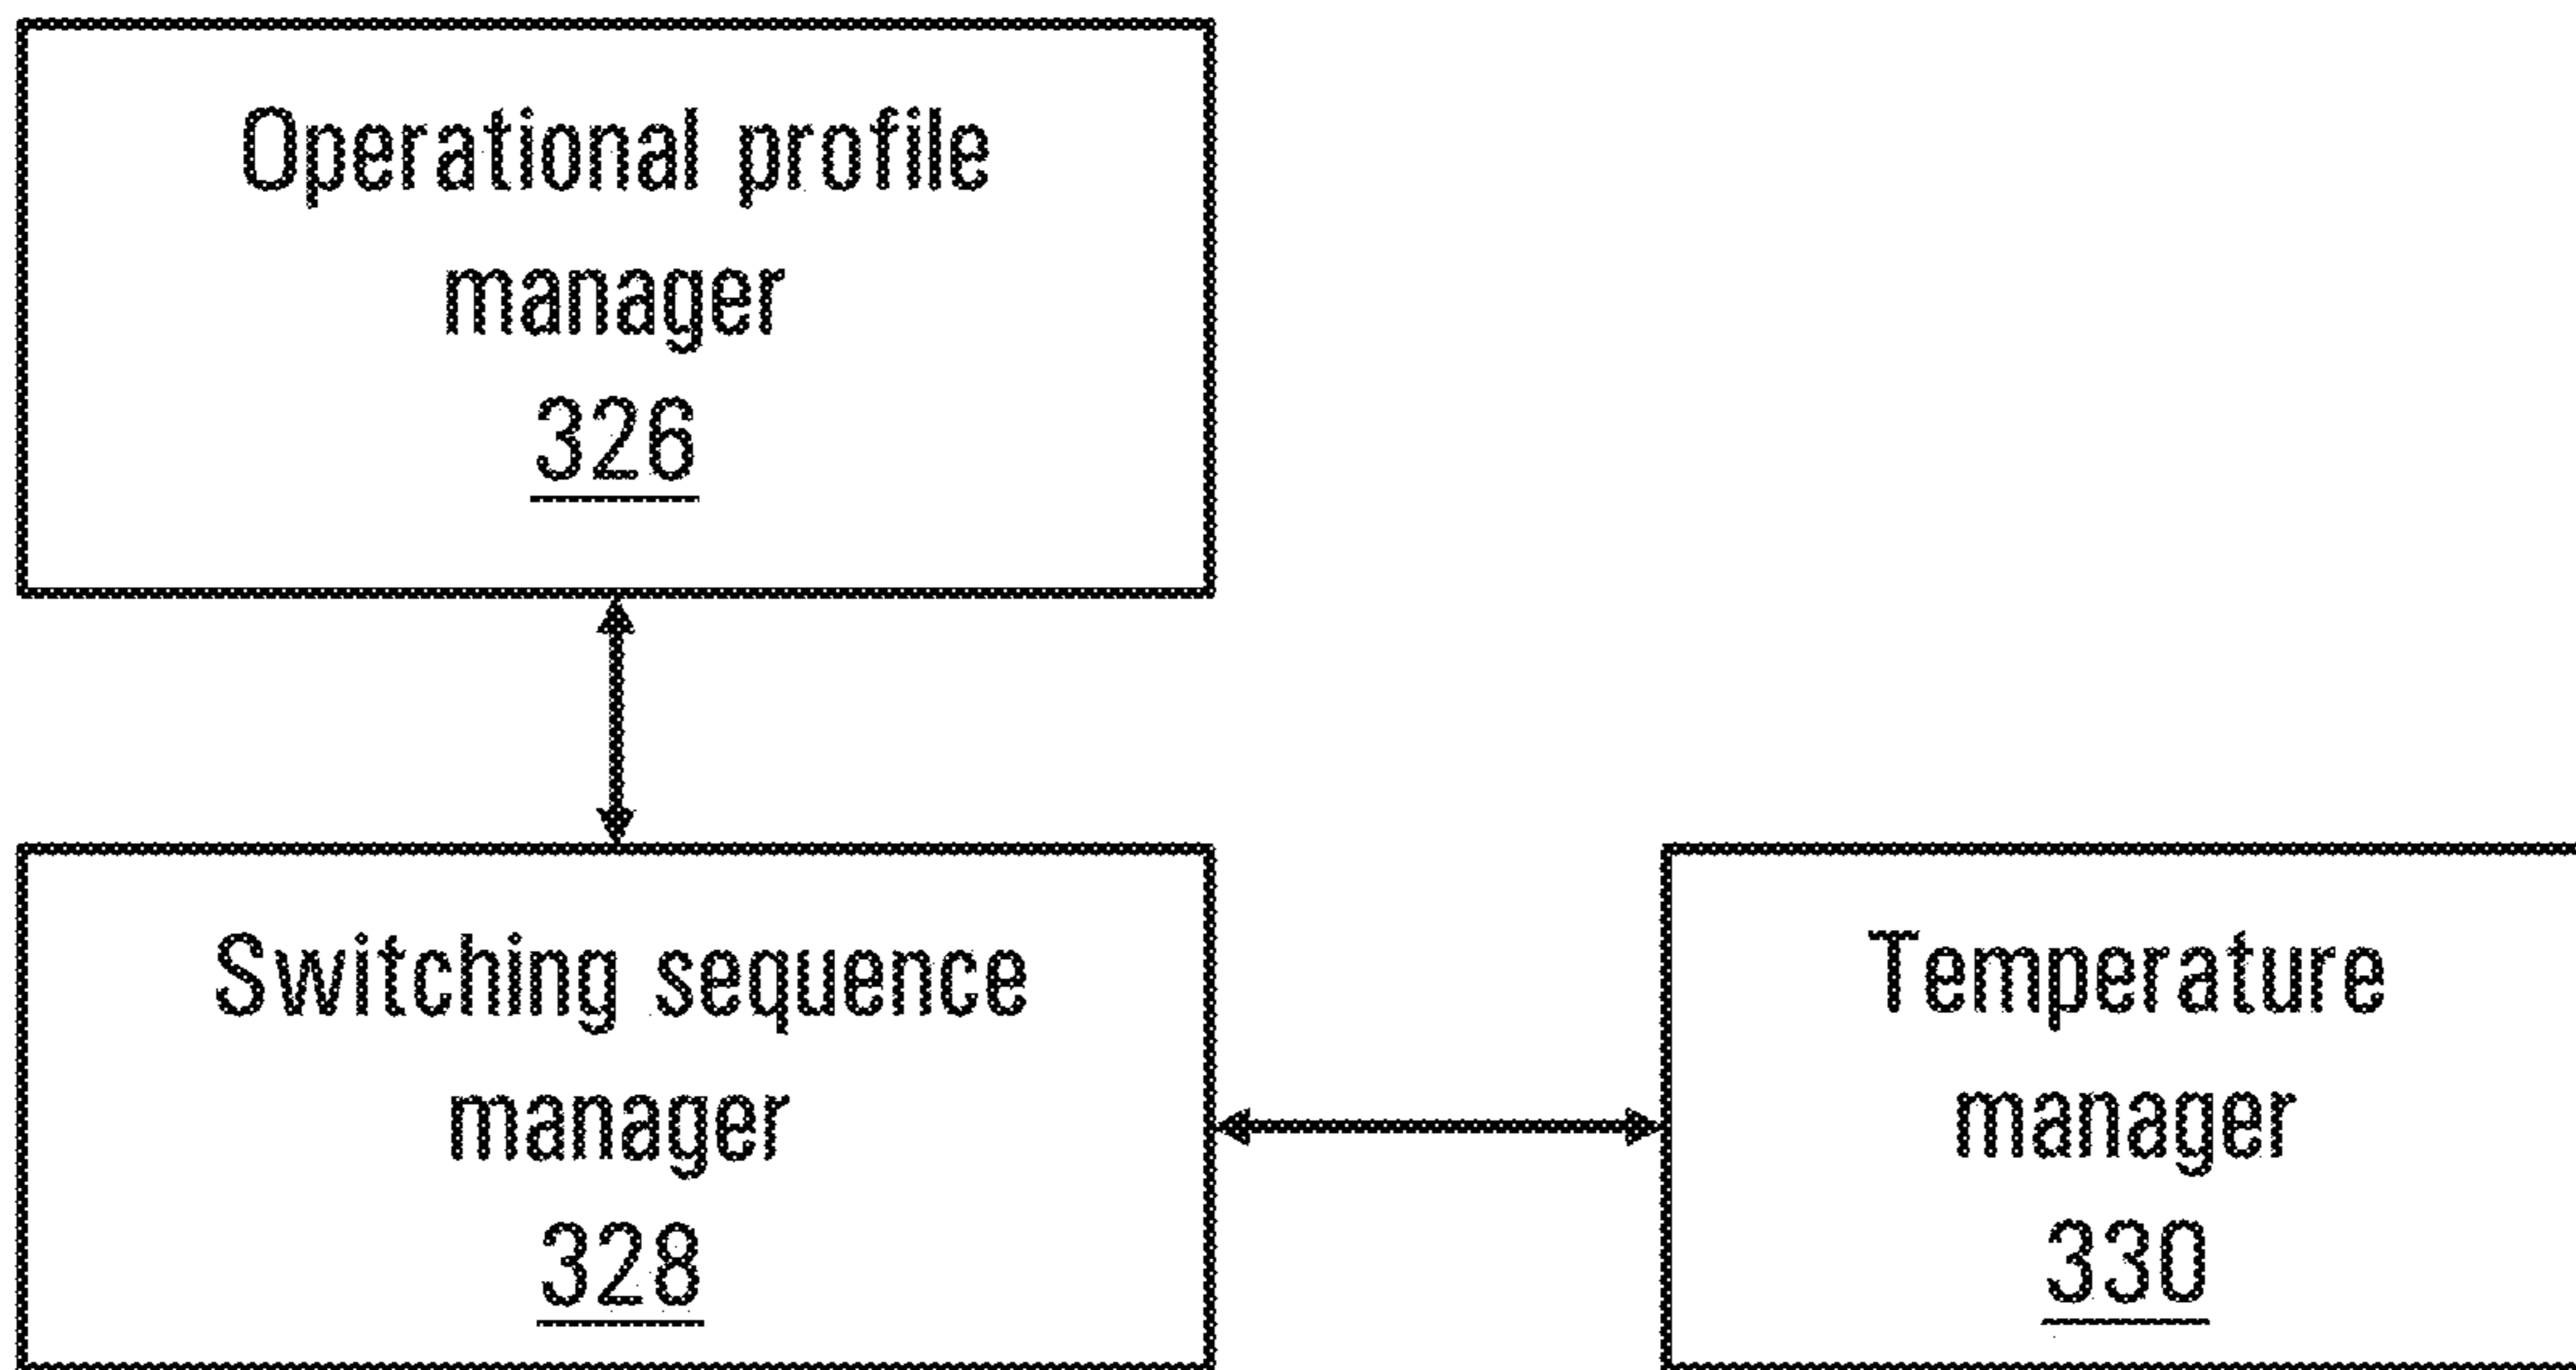 Operational profile
manager
326
Switching sequence
manager
328
Temperature
manager
330